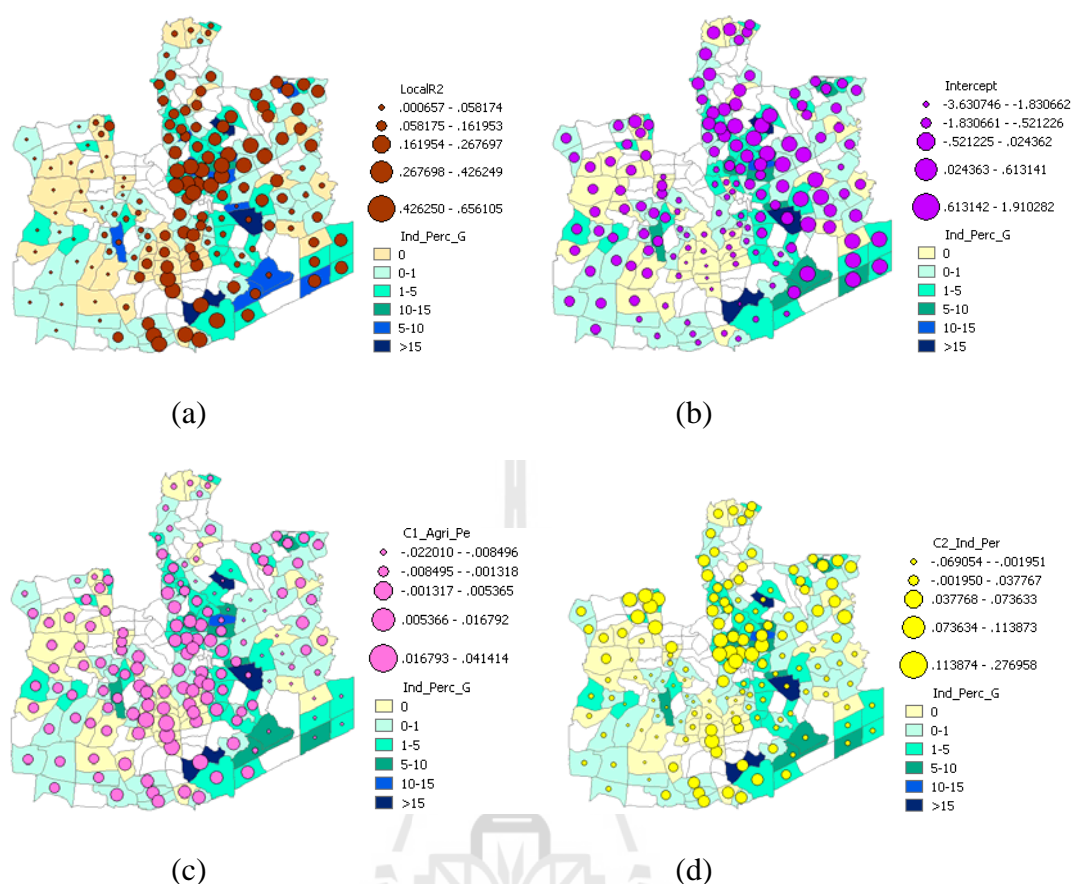 LocalR2
.000657 - .058174
.058175 - .161953
.161954 - .267697
.267698 - .426249
.426250 - .656105
Ind_Perc_G
0
0-1
1-5
10-15
5-10
>15
(a)
Intercept
-3.630746 - -1.830662
-1.830661 - -.521226
-.521225 - .024362
.024363 - .613141
.613142 - 1.910282
Ind_Perc_G
0
0-1
1-5
5-10
10-15
>15
(b)
C1_Agri_Pe
-.022010 - -.008496
-.008495 - -.001318
-.001317 - .005365
.005366 - .016792
.016793 - .041414
Ind_Perc_G
0
0-1
1-5
5-10
10-15
>15
(c)
C2_Ind_Per
-.069054 - -.001951
-.001950 - .037767
.037768 - .073633
.073634 - .113873
.113874 - .276958
Ind_Perc_G
0
0-1
1-5
5-10
10-15
>15
(d)